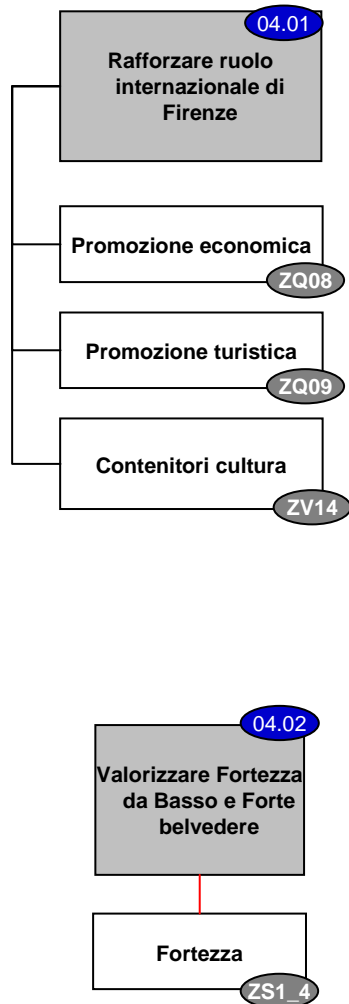 04.01
Rafforzare ruolo
internazionale di
Firenze
Promozione economica
ZQ08
Promozione turistica
ZQ09
Contenitori cultura
ZV14
04.02
Valorizzare Fortezza
da Basso e Forte
belvedere
Fortezza
ZS1_4